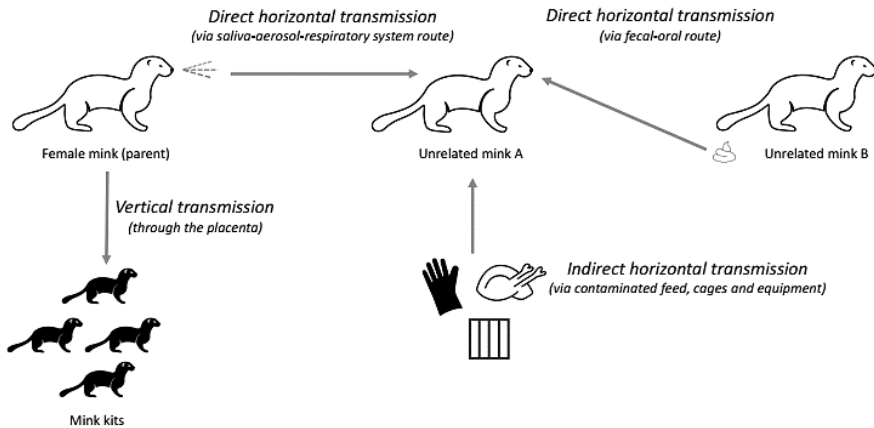 Direct horizontal transmission
(via saliva-aerosol-respiratory system route)
Direct horizontal transmission
(via fecal-oral route)
Female mink (parent)
Unrelated mink A
Unrelated mink B
Vertical transmission
(through the placenta)
Indirect horizontal transmission
(via contaminated feed, cages and equipment)
Mink kits